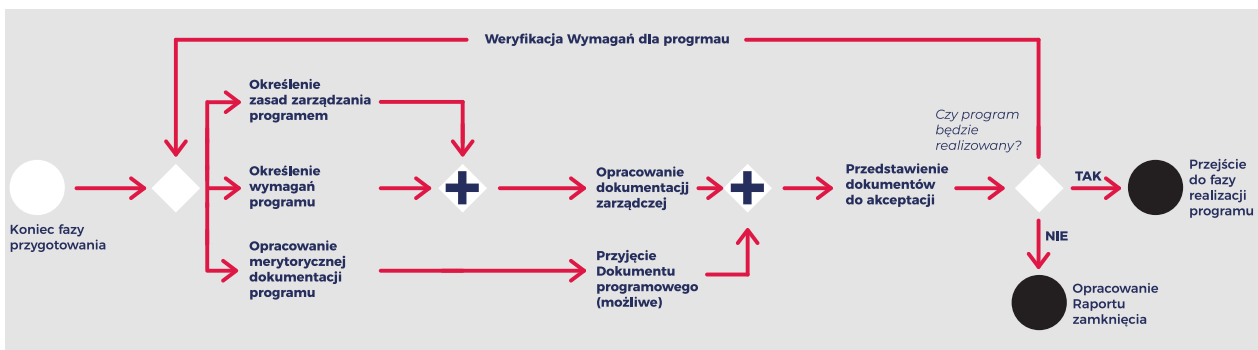 Weryfikacja Wymagań dla progrmau
Określenie
zasad zarządzania
programem
Czy program
będzie
realizowany?
Koniec fazy
przygotowania
Określenie
wymagań
programu
Opracowanie
dokumentacjj
zarządczej
Przedstawienie
dokumentów
do akceptacji
TAK
Przejście
do fazy
realizacji
programu
Opracowanie
merytorycznej
dokumentacji
programu
Przyjęcie
Dokumentu
programowego
(możliwe)
NIE
Opracowanie
Raportu
zamknięcia